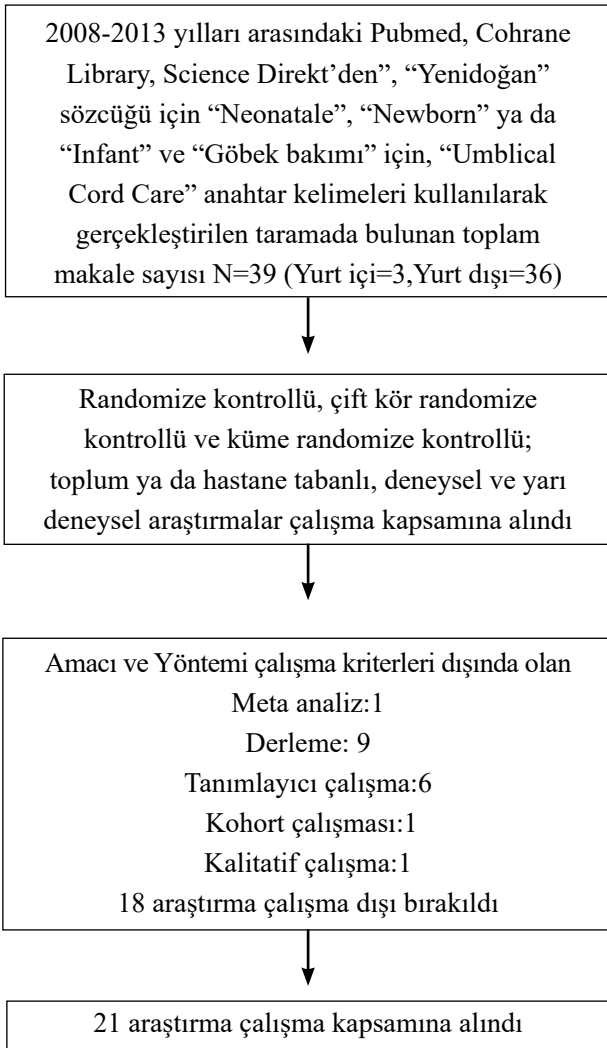 2008-2013 yılları arasındaki Pubmed, Cohrane
Library, Science Direkt’den”, “Yenidoğan”
sözcüğü için “Neonatale”, “Newborn” ya da
“Infant” ve “Göbek bakımı” için, “Umblical
Cord Care” anahtar kelimeleri kullanılarak
gerçekleştirilen taramada bulunan toplam
makale sayısı N=39 (Yurt içi=3,Yurt dışı=36)
Randomize kontrollü, çift kör randomize
kontrollü ve küme randomize kontrollü;
toplum ya da hastane tabanlı, deneysel ve yarı
deneysel araştırmalar çalışma kapsamına alındı
Amacı ve Yöntemi çalışma kriterleri dışında olan
Meta analiz:1
Derleme: 9
Tanımlayıcı çalışma:6
Kohort çalışması:1
Kalitatif çalışma:1
18 araştırma çalışma dışı bırakıldı
21 araştırma çalışma kapsamına alındı